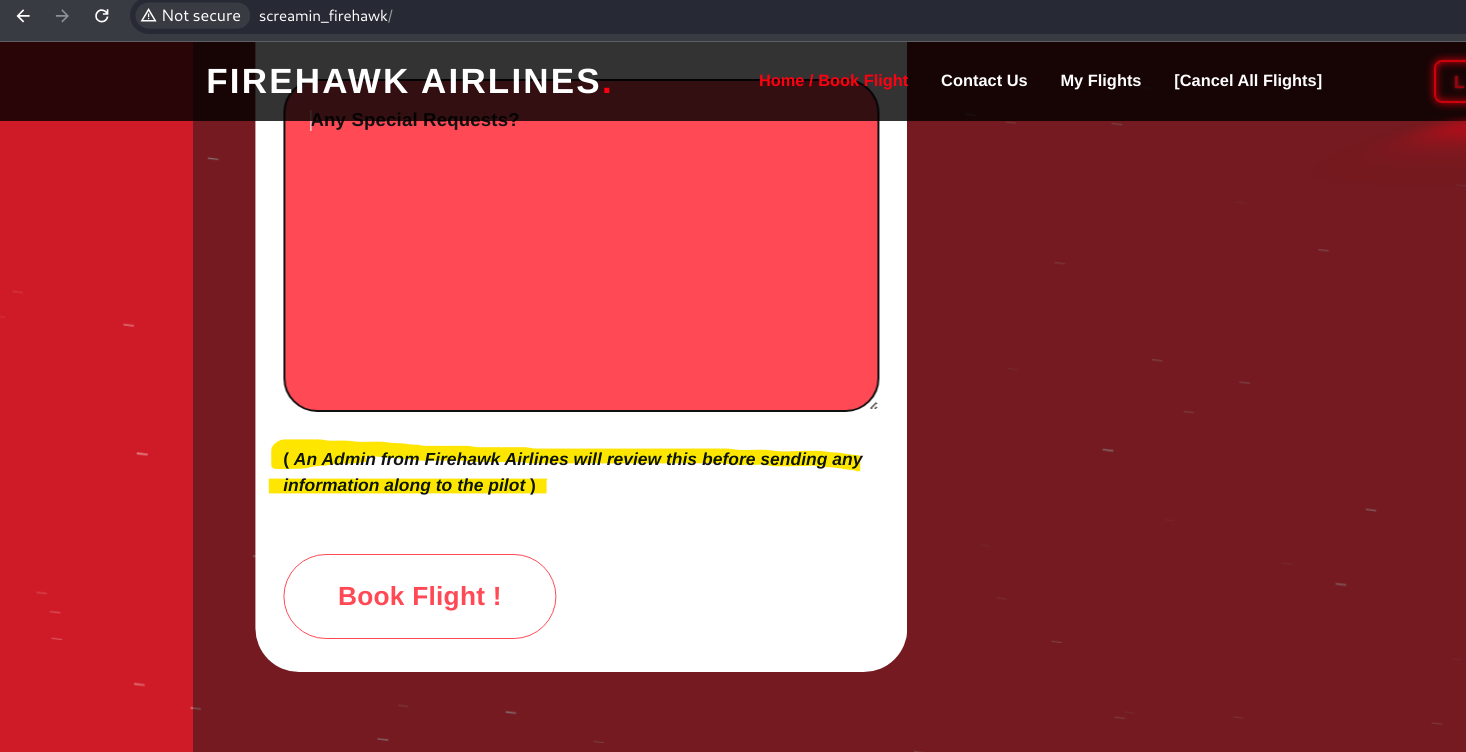 Not secure screamin_firehawk/
FIREHAWK AIRLINES. Home / Book Flight Contact Us My Flights [Cancel All Flights]
Any Special Requests?
( An Admin from Firehawk Airlines will review this before sending any
information along to the pilot )
Book Flight !